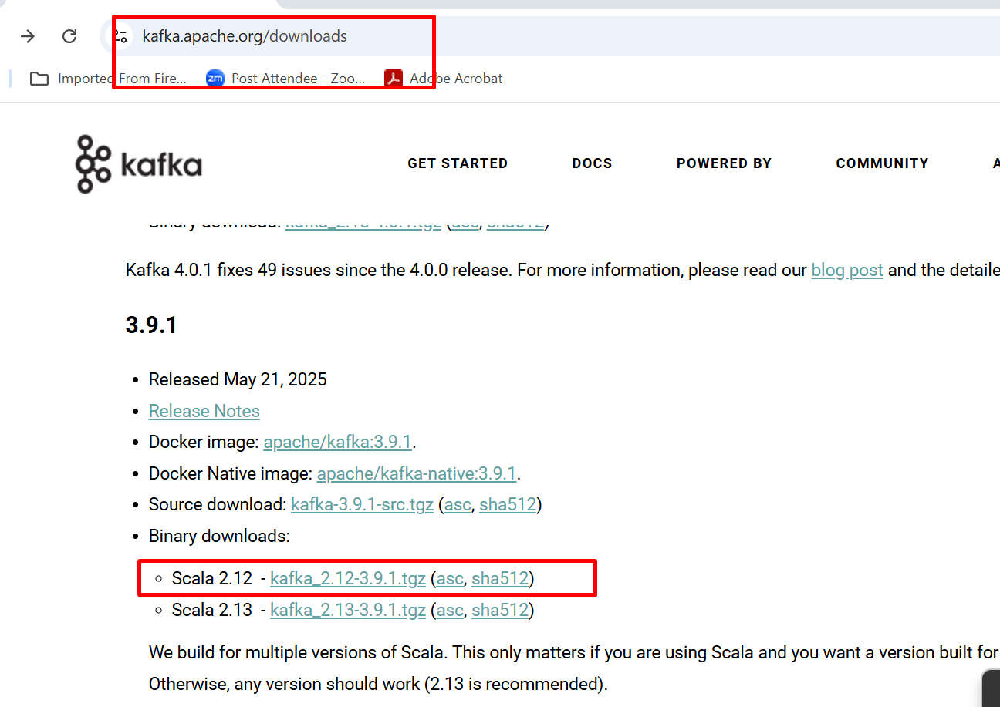 kafka.apache.org/downloads
Imported From Fire... zm Post Attendee - Zoo... Adobe Acrobat
kafka GET STARTED DOCS POWERED BY COMMUNITY A
Binary download: kafka_2.13-4.0.1.tgz (asc, sha512)
Kafka 4.0.1 fixes 49 issues since the 4.0.0 release. For more information, please read our blog post and the detaile
3.9.1
• Released May 21, 2025
• Release Notes
• Docker image: apache/kafka:3.9.1.
• Docker Native image: apache/kafka-native:3.9.1.
• Source download: kafka-3.9.1-src.tgz (asc, sha512)
• Binary downloads:
◦ Scala 2.12 - kafka_2.12-3.9.1.tgz (asc, sha512)
◦ Scala 2.13 - kafka_2.13-3.9.1.tgz (asc, sha512)
We build for multiple versions of Scala. This only matters if you are using Scala and you want a version built for
Otherwise, any version should work (2.13 is recommended).